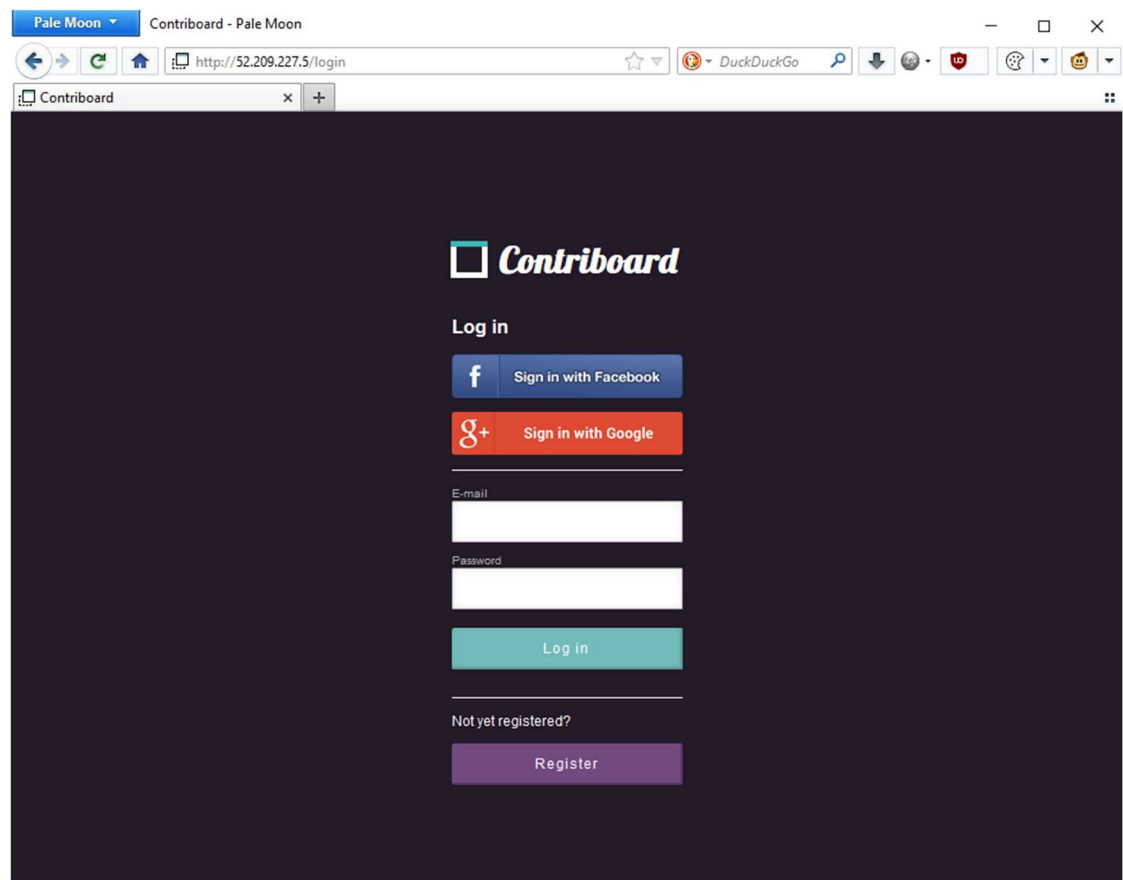 Pale Moon
Contriboard - Pale Moon
http://52.209.227.5/login
DuckDuckGo
Contriboard
Contriboard
Log in
f Sign in with Facebook
g+ Sign in with Google
E-mail
Password
Log in
Not yet registered?
Register